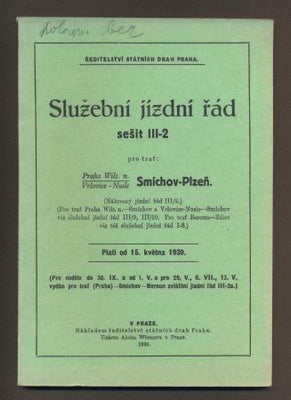 ŘEDITELSTVÍ STÁTNÍCH DRAH PRAHA.
Služební jízdní řád
sešit III-2
pro trať:
Praha Wils. n.
Vršovice - Nusle Smíchov-Plzeň.
(Nákresný jízdní řád III/2.)
(Pro trať Praha Wils. n.—Smíchov a Vršovice-Nusle—Smíchov
viz služební jízdní řád III/9, III/10. Pro trať Beroun—Zdice
viz též služební jízdní řád I-8.)
Platí od 15. května 1939.
(Pro neděle do 30. IX. a od 1. V. a pro 29. V., 6. VII., 13. V.
vydán pro trať (Praha)—Smíchov—Beroun zvláštní jízdní řád III-2a.)
V PRAZE.
Nákladem ředitelství státních drah Praha.
Tiskem Aloise Wiesnera v Praze.
1939.